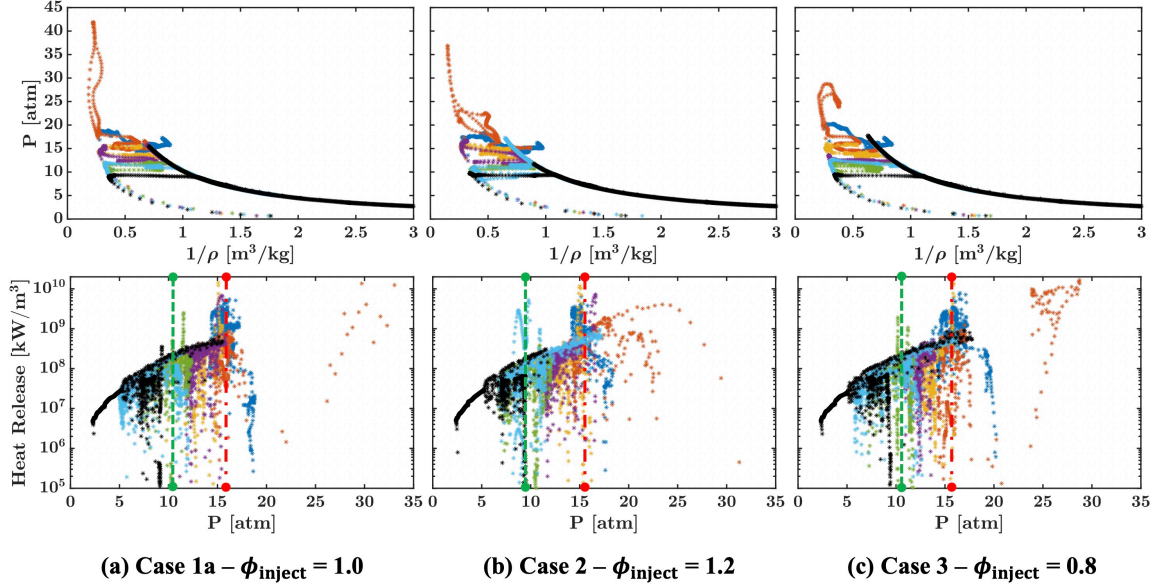 45
40
35
30
25
20
15
10
5
0
P [atm]
0 0.5 1 1.5 2 2.5 3
1/ρ [m³/kg]
0 0.5 1 1.5 2 2.5 3
1/ρ [m³/kg]
0 0.5 1 1.5 2 2.5 3
1/ρ [m³/kg]
10¹⁰
10⁹
10⁸
10⁷
10⁶
10⁵
Heat Release [kW/m³]
0 5 10 15 20 25 30 35
P [atm]
0 5 10 15 20 25 30 35
P [atm]
0 5 10 15 20 25 30 35
P [atm]
(a) Case 1a – ϕinject = 1.0
(b) Case 2 – ϕinject = 1.2
(c) Case 3 – ϕinject = 0.8